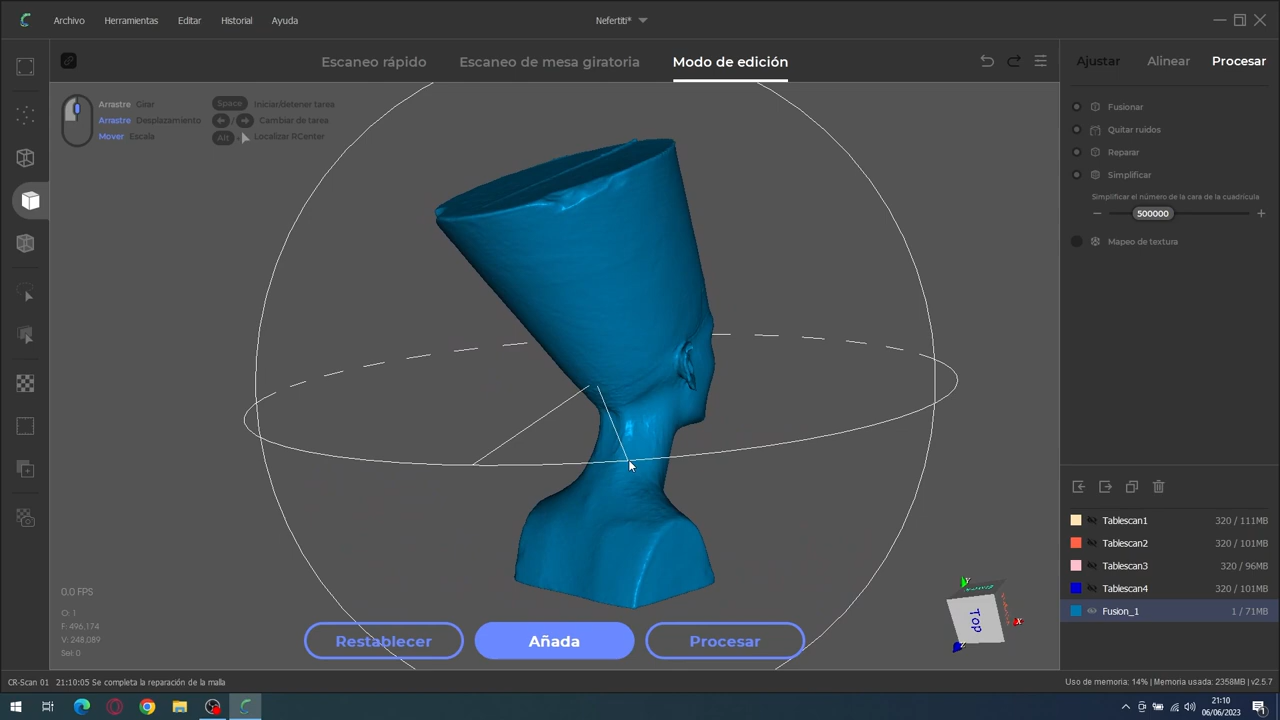 Archivo Herramientas Editar Historial Ayuda Nefertiti*
Escaneo rápido Escaneo de mesa giratoria Modo de edición
Ajustar Alinear Procesar
Arrastre Girar
Arrastre Desplazamiento
Mover Escala
Space Iniciar/detener tarea
Cambiar de tarea
Alt Localizar RCenter
Fusionar
Quitar ruidos
Reparar
Simplificar
Simplificar el número de la cara de la cuadrícula
500000
Mapeo de textura
Tablescan1 320 / 111MB
Tablescan2 320 / 101MB
Tablescan3 320 / 96MB
Tablescan4 320 / 101MB
Fusion_1 1 / 71MB
Y
Top
X
0.0 FPS
O: 1
F: 496,174
V: 248,089
Sel: 0
Restablecer Añada Procesar
CR-Scan 01 21:10:05 Se completa la reparación de la malla
Uso de memoria: 14% | Memoria usada: 2358MB | v2.5.7
21:10
06/06/2023
1